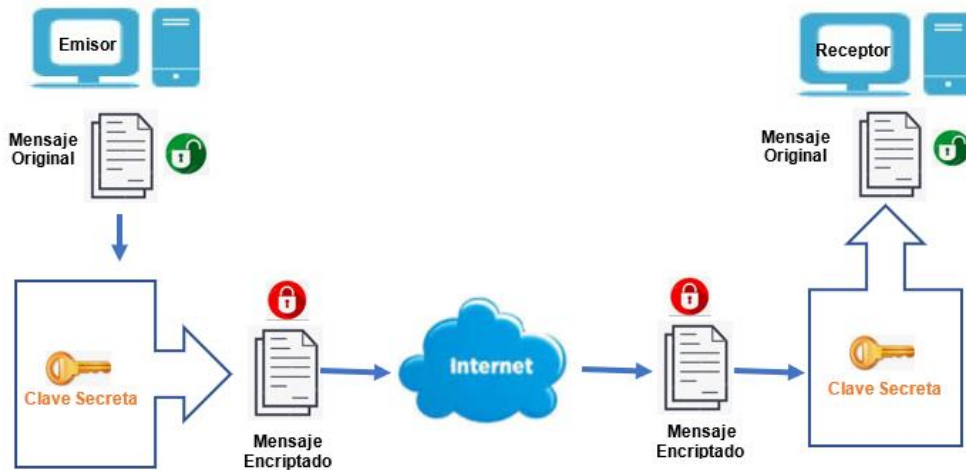 Emisor
Receptor
Mensaje
Original
Mensaje
Original
Clave Secreta
Mensaje
Encriptado
Internet
Mensaje
Encriptado
Clave Secreta